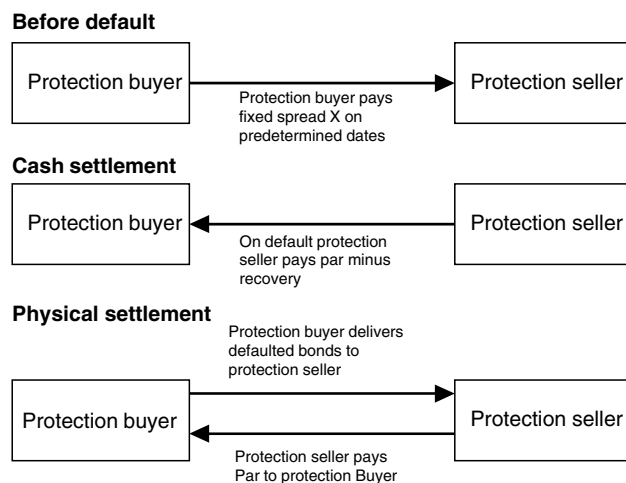 Before default
Protection buyer
Protection seller
Protection buyer pays
fixed spread X on
predetermined dates
Cash settlement
Protection buyer
Protection seller
On default protection
seller pays par minus
recovery
Physical settlement
Protection buyer delivers
defaulted bonds to
protection seller
Protection buyer
Protection seller
Protection seller pays
Par to protection Buyer